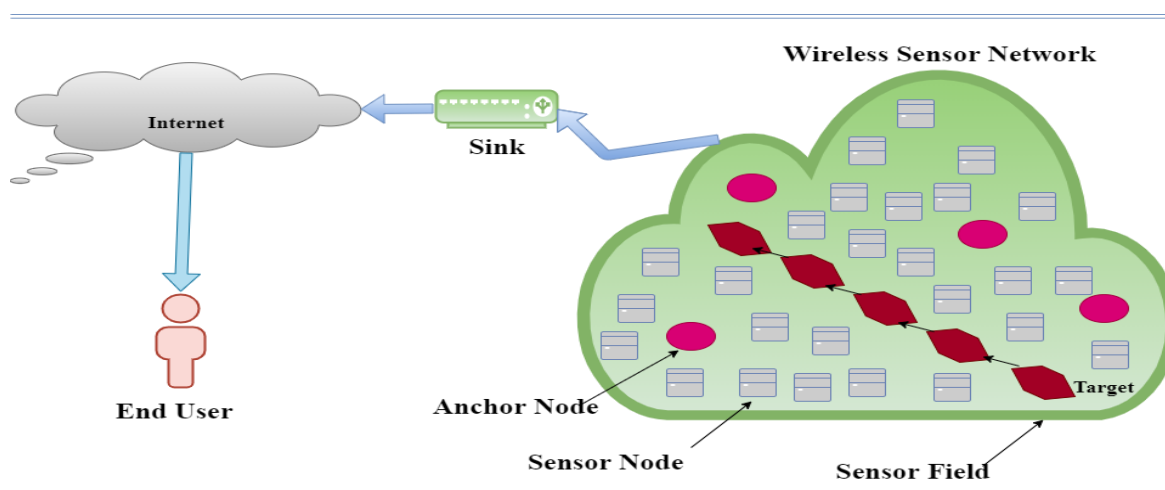 Wireless Sensor Network
Internet
Sink
Target
End User
Anchor Node
Sensor Node
Sensor Field